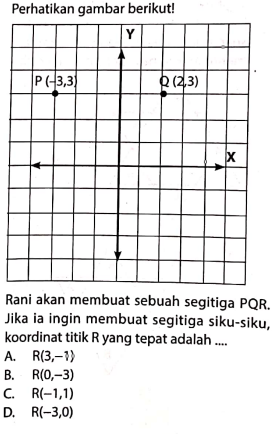 Perhatikan gambar berikut!
Y
P (-3,3)
Q (2,3)
X
Rani akan membuat sebuah segitiga PQR.
Jika ia ingin membuat segitiga siku-siku,
koordinat titik R yang tepat adalah ....
A. R(3,−1)
B. R(0,−3)
C. R(−1,1)
D. R(−3,0)